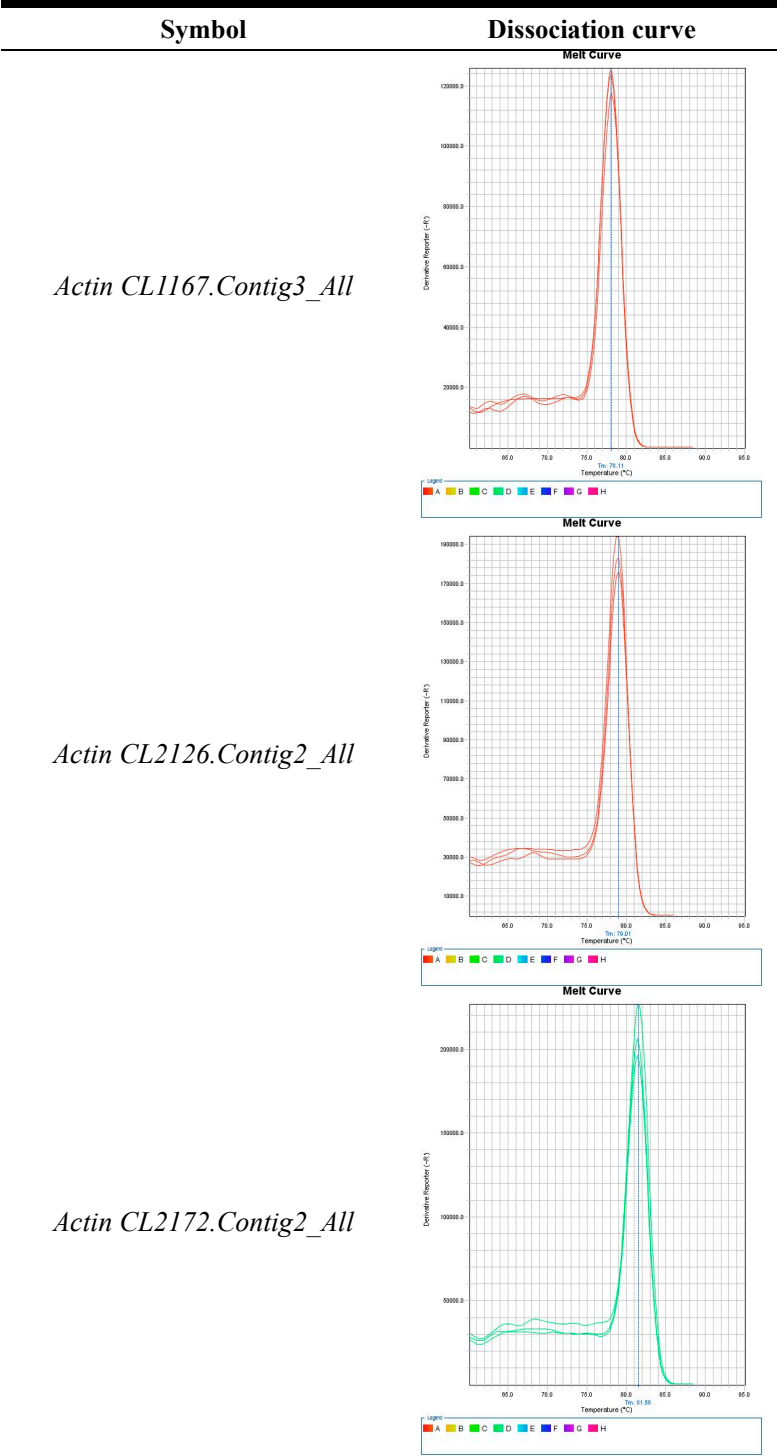 Symbol Dissociation curve
Melt Curve
120000.0
100000.0
80000.0
60000.0
40000.0
20000.0
Derivative Reporter (-R')
Actin CL1167.Contig3_All
65.0 70.0 75.0 80.0 85.0 90.0 95.0
Tm: 78.11
Temperature (°C)
Legend
A B C D E F G H
Melt Curve
190000.0
170000.0
150000.0
130000.0
110000.0
90000.0
70000.0
50000.0
30000.0
10000.0
Derivative Reporter (-R')
Actin CL2126.Contig2_All
65.0 70.0 75.0 80.0 85.0 90.0 95.0
Tm: 79.01
Temperature (°C)
Legend
A B C D E F G H
Melt Curve
200000.0
150000.0
100000.0
50000.0
Derivative Reporter (-R')
Actin CL2172.Contig2_All
65.0 70.0 75.0 80.0 85.0 90.0 95.0
Tm: 81.55
Temperature (°C)
Legend
A B C D E F G H